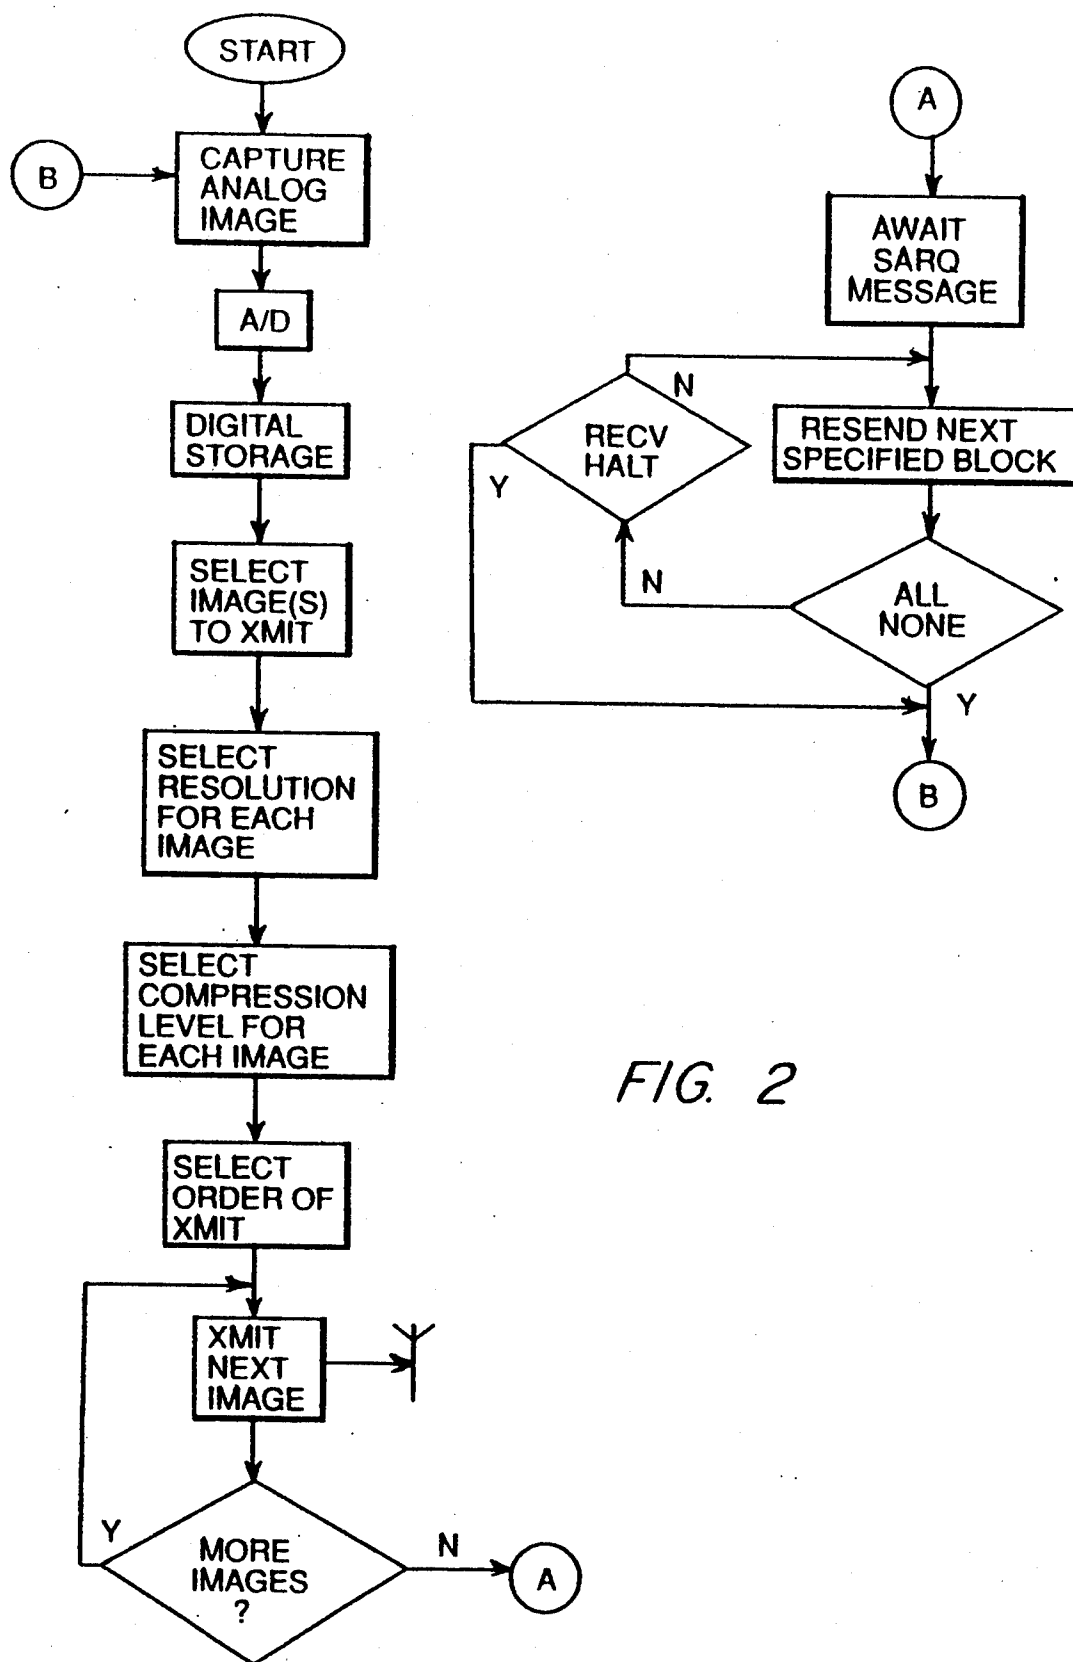 START
B
CAPTURE
ANALOG
IMAGE
A/D
DIGITAL
STORAGE
SELECT
IMAGE(S)
TO XMIT
SELECT
RESOLUTION
FOR EACH
IMAGE
SELECT
COMPRESSION
LEVEL FOR
EACH IMAGE
SELECT
ORDER OF
XMIT
XMIT
NEXT
IMAGE
Y
MORE
IMAGES
?
N
A
A
AWAIT
SARQ
MESSAGE
N
RECV
HALT
Y
RESEND NEXT
SPECIFIED BLOCK
N
ALL
NONE
Y
B
FIG. 2